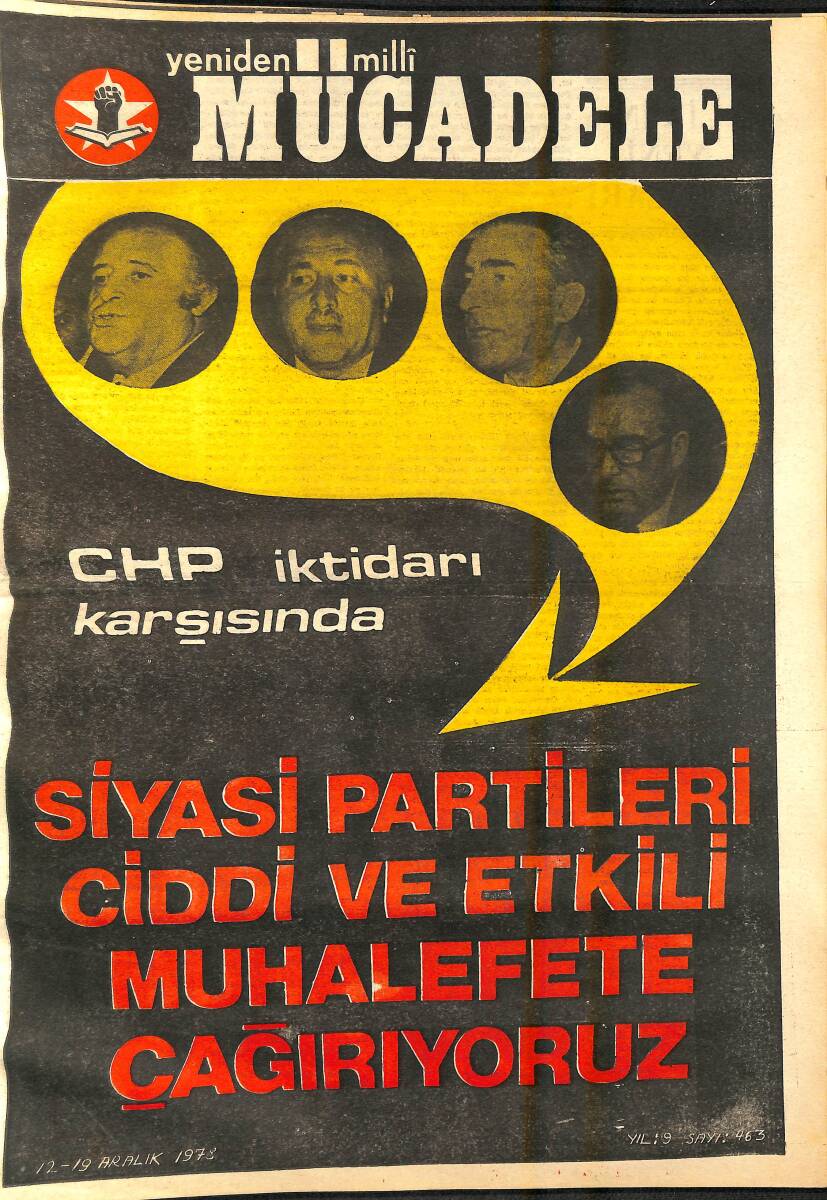 yeniden millî
MÜCADELE
CHP iktidarı
karşısında
SİYASİ PARTİLERİ
CİDDİ VE ETKİLİ
MUHALEFETE
ÇAĞIRIYORUZ
YIL: 9 SAYI: 463
12-19 ARALIK 1978